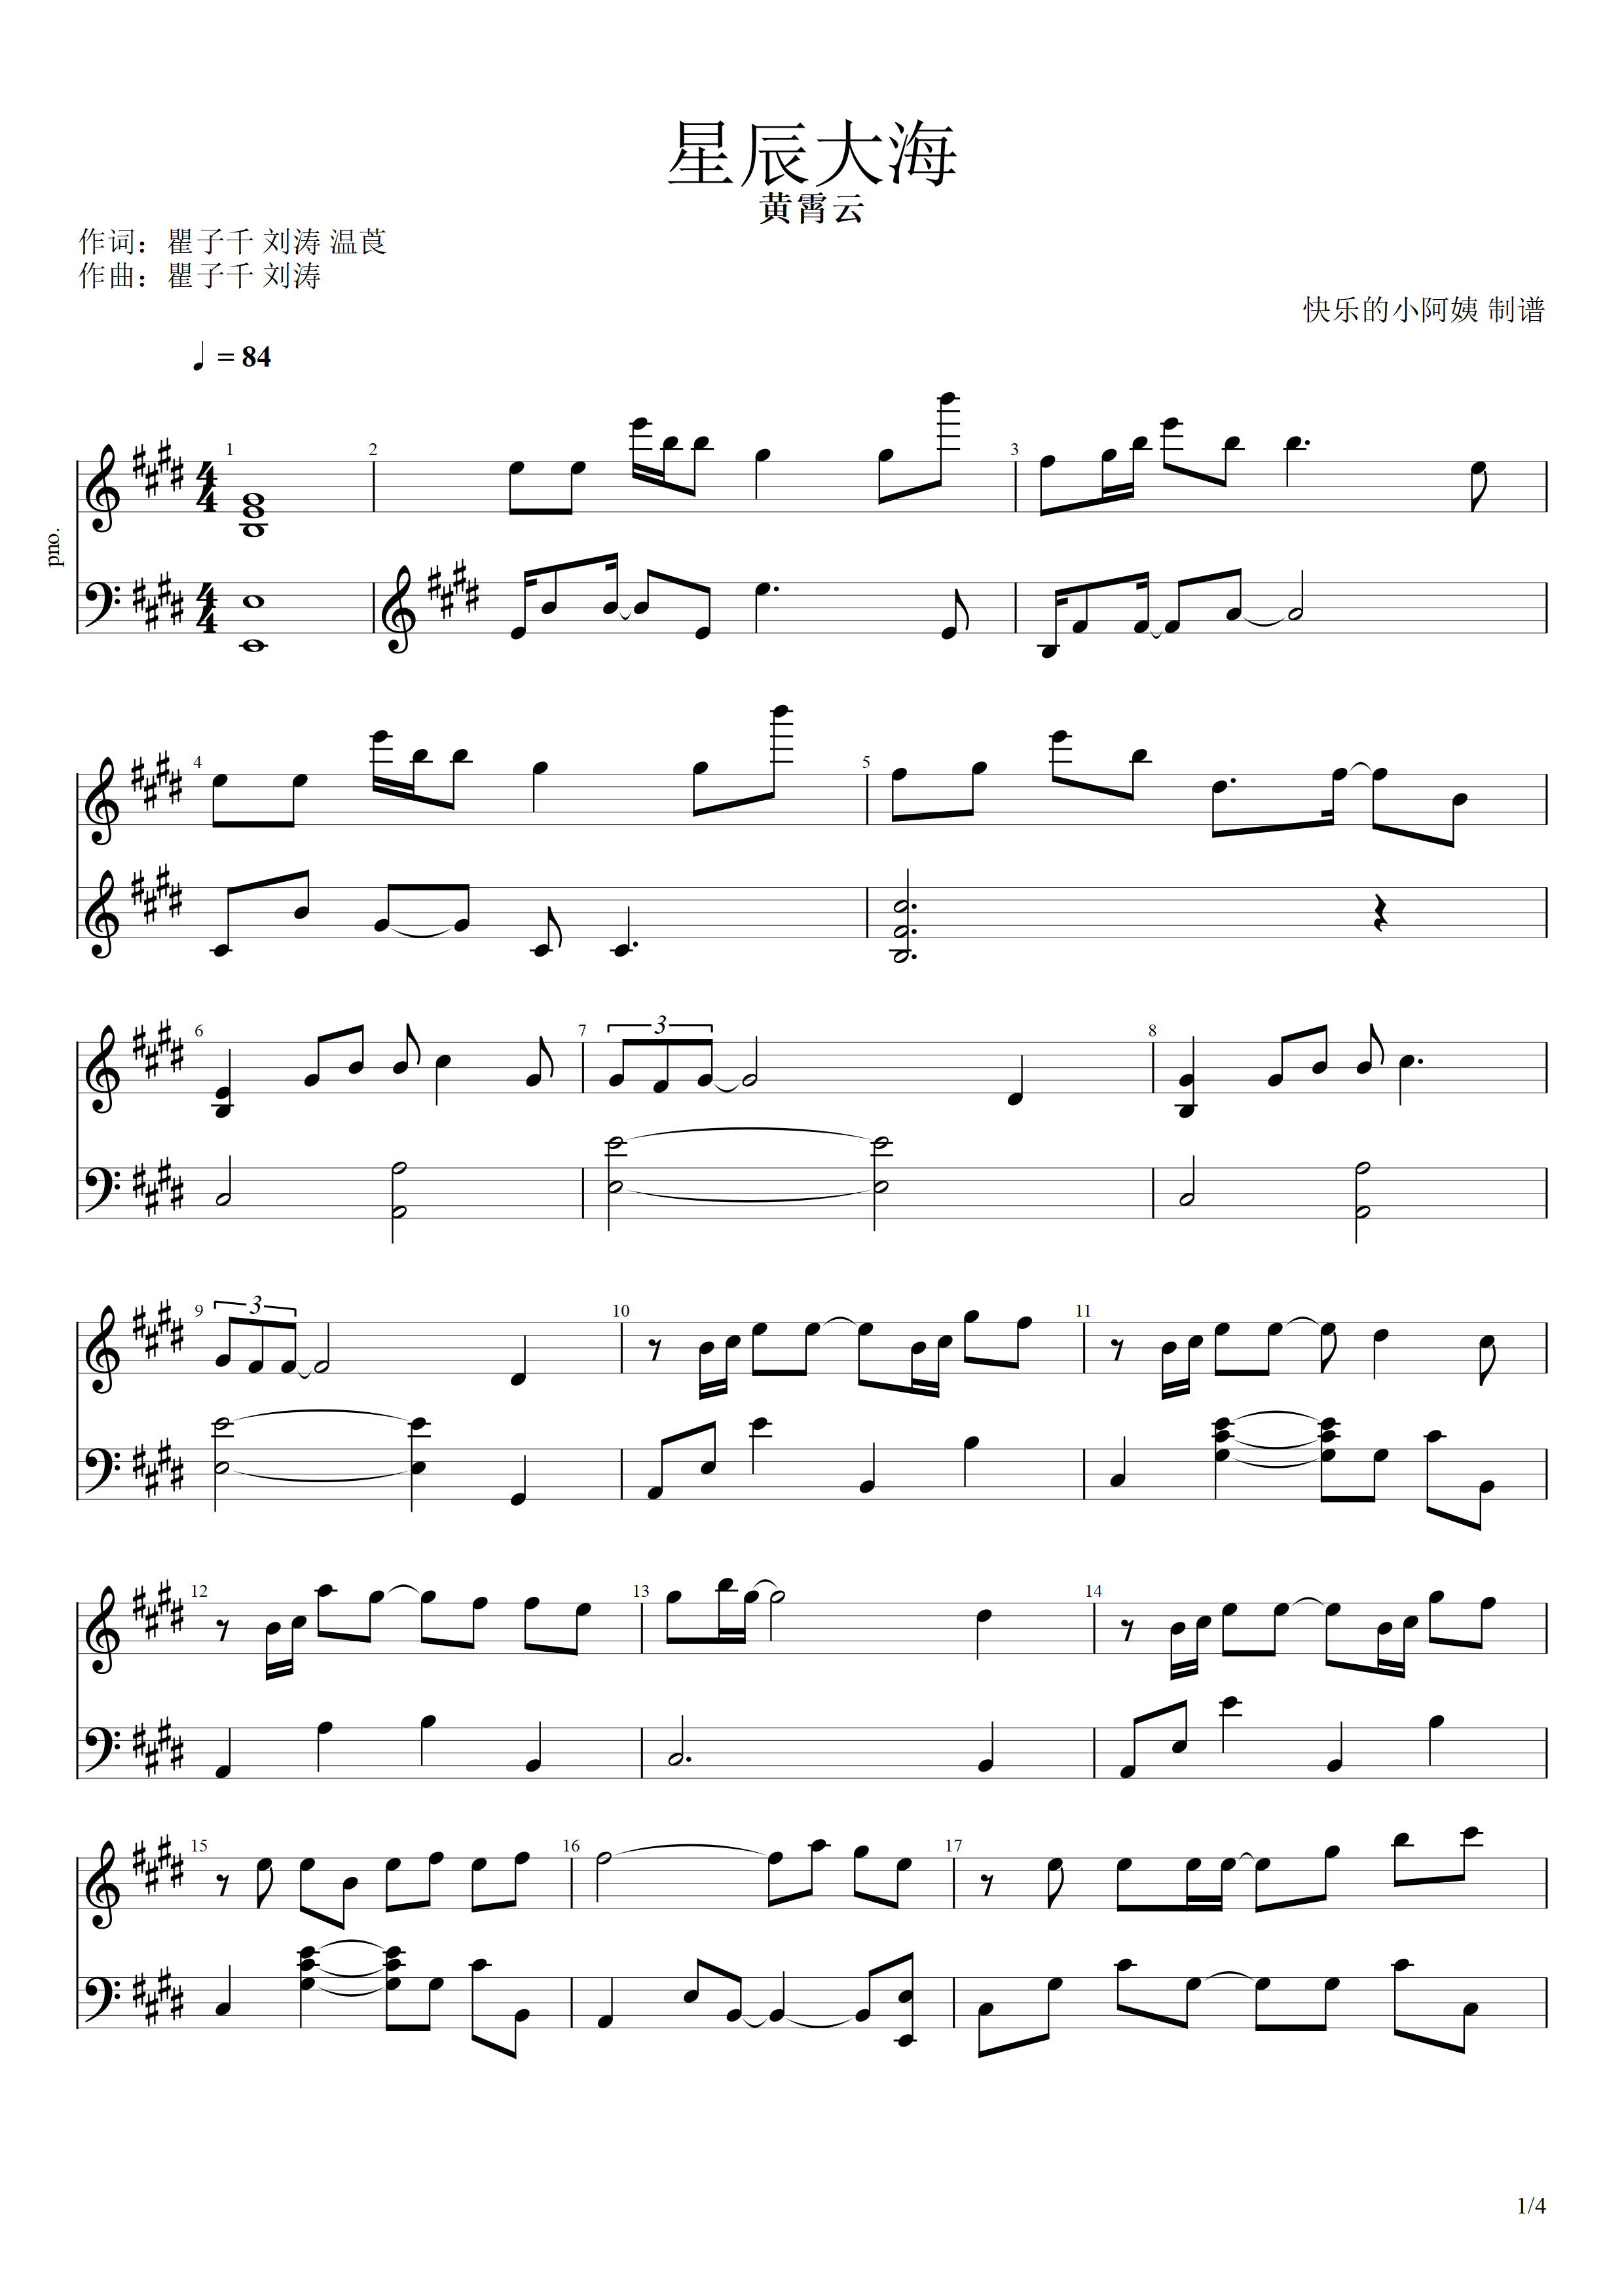 星辰大海
黄霄云
作词：瞿子千 刘涛 温莨
作曲：瞿子千 刘涛
快乐的小阿姨 制谱
= 84
pno.
1 2 3
4 5
6 7 3 8
9 3 10 11
12 13 14
15 16 17
1/4